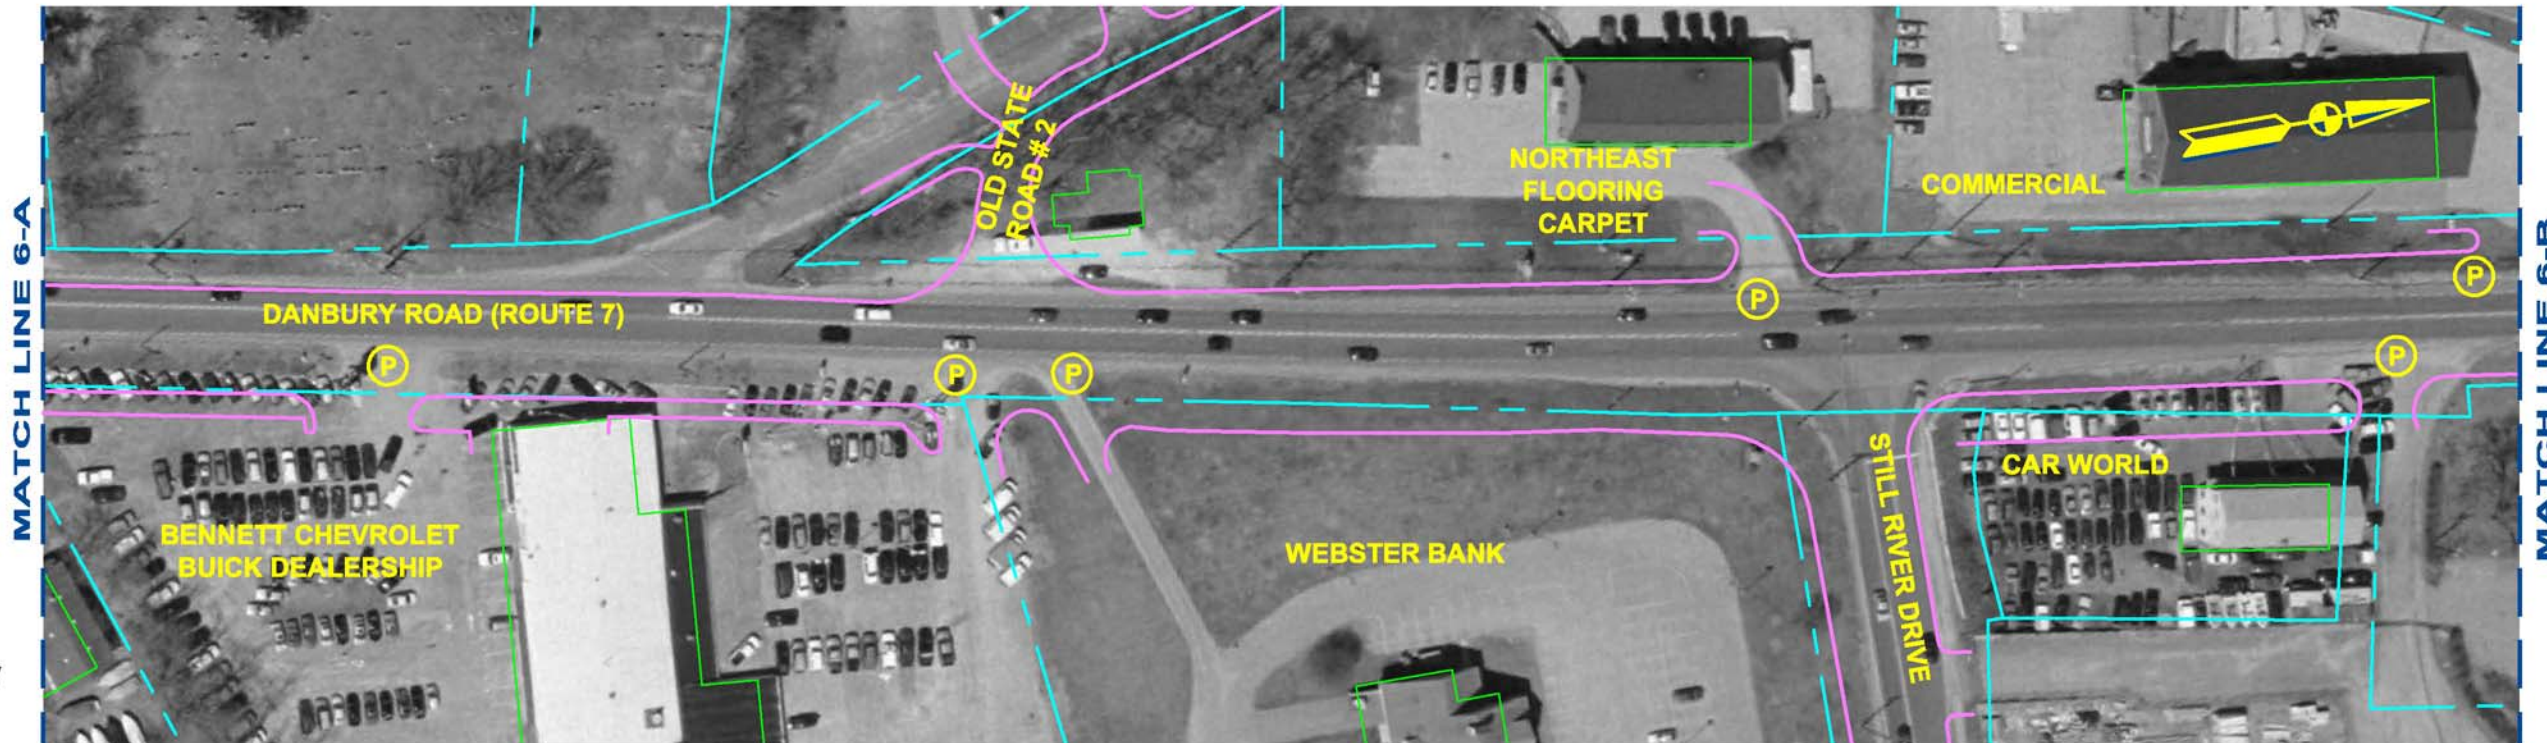 MATCH LINE 6-A
OLD STATE
ROAD # 2
NORTHEAST
FLOORING
CARPET
COMMERCIAL
DANBURY ROAD (ROUTE 7)
P
P
P
P
P
P
BENNETT CHEVROLET
BUICK DEALERSHIP
WEBSTER BANK
STILL RIVER DRIVE
CAR WORLD
MATCH LINE 6-B